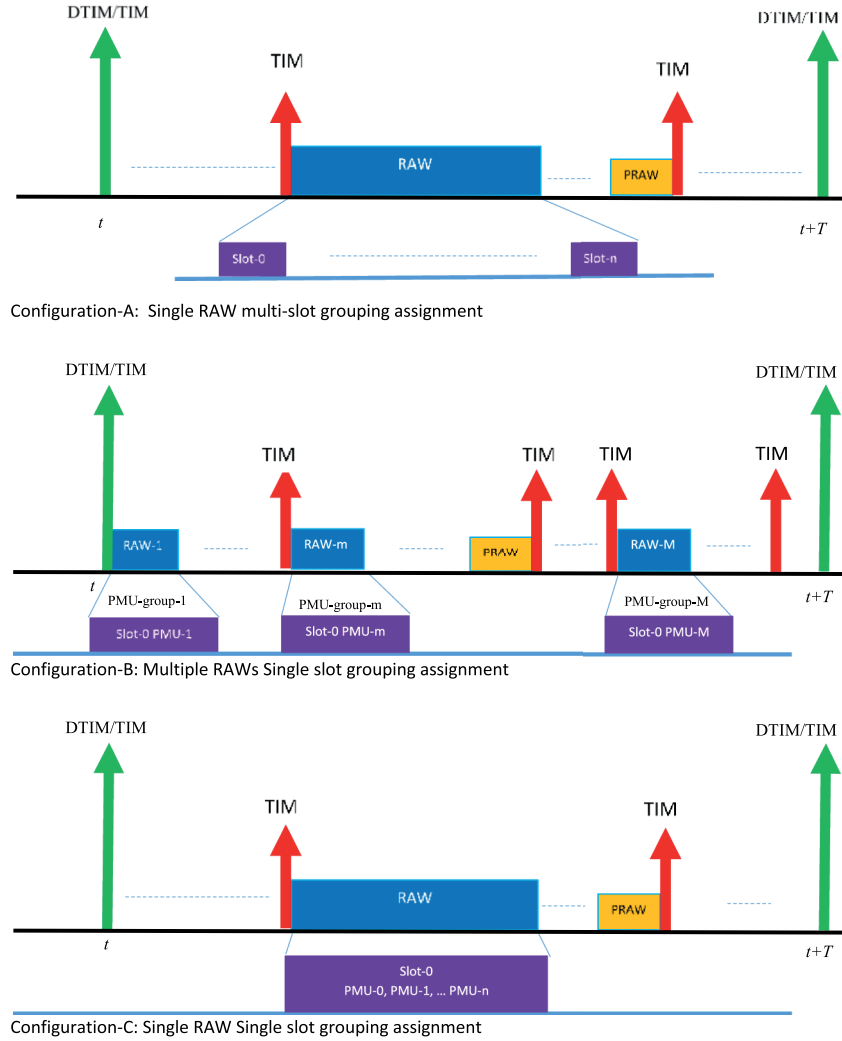 DTIM/TIM
DTIM/TIM
TIM
TIM
RAW
PRAW
t
t+T
Slot-0
Slot-n
Configuration-A:  Single RAW multi-slot grouping assignment
DTIM/TIM
DTIM/TIM
TIM
TIM
TIM
TIM
RAW-1
RAW-m
PRAW
RAW-M
t
t+T
PMU-group-1
PMU-group-m
PMU-group-M
Slot-0 PMU-1
Slot-0 PMU-m
Slot-0 PMU-M
Configuration-B: Multiple RAWs Single slot grouping assignment
DTIM/TIM
DTIM/TIM
TIM
TIM
RAW
PRAW
t
t+T
Slot-0
PMU-0, PMU-1, ... PMU-n
Configuration-C: Single RAW Single slot grouping assignment